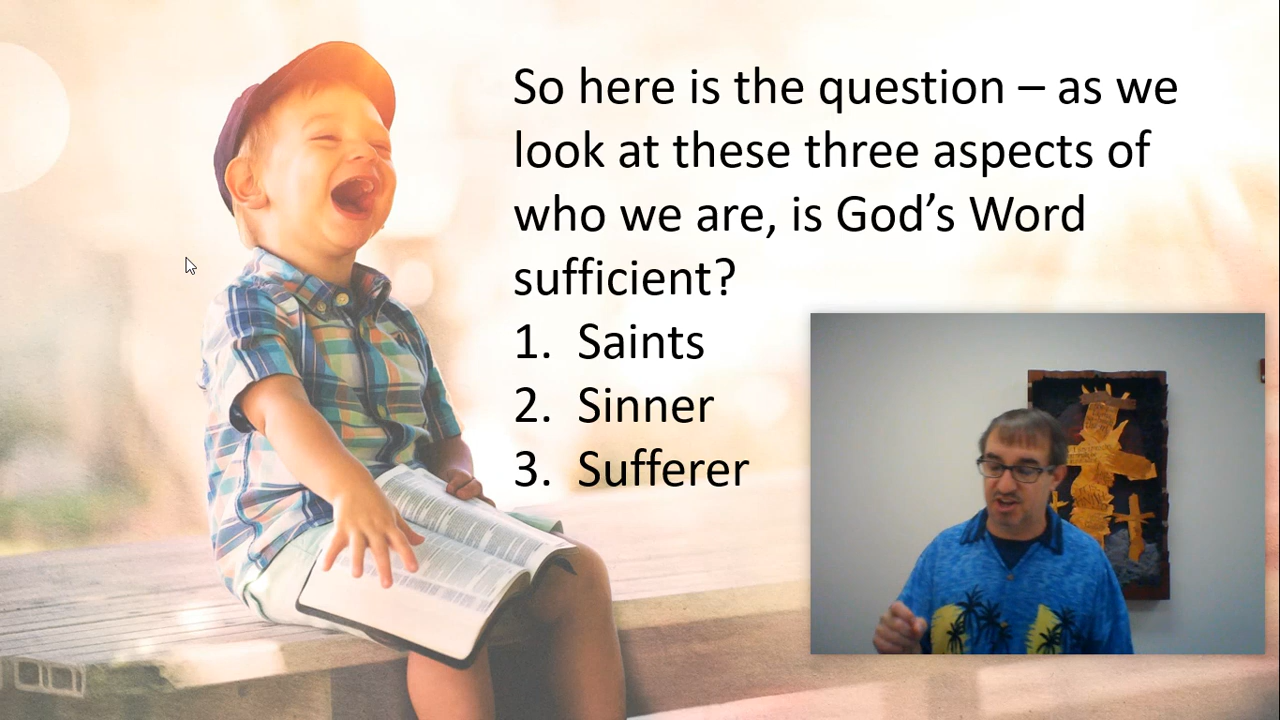 So here is the question – as we
look at these three aspects of
who we are, is God’s Word
sufficient?
1. Saints
2. Sinner
3. Sufferer